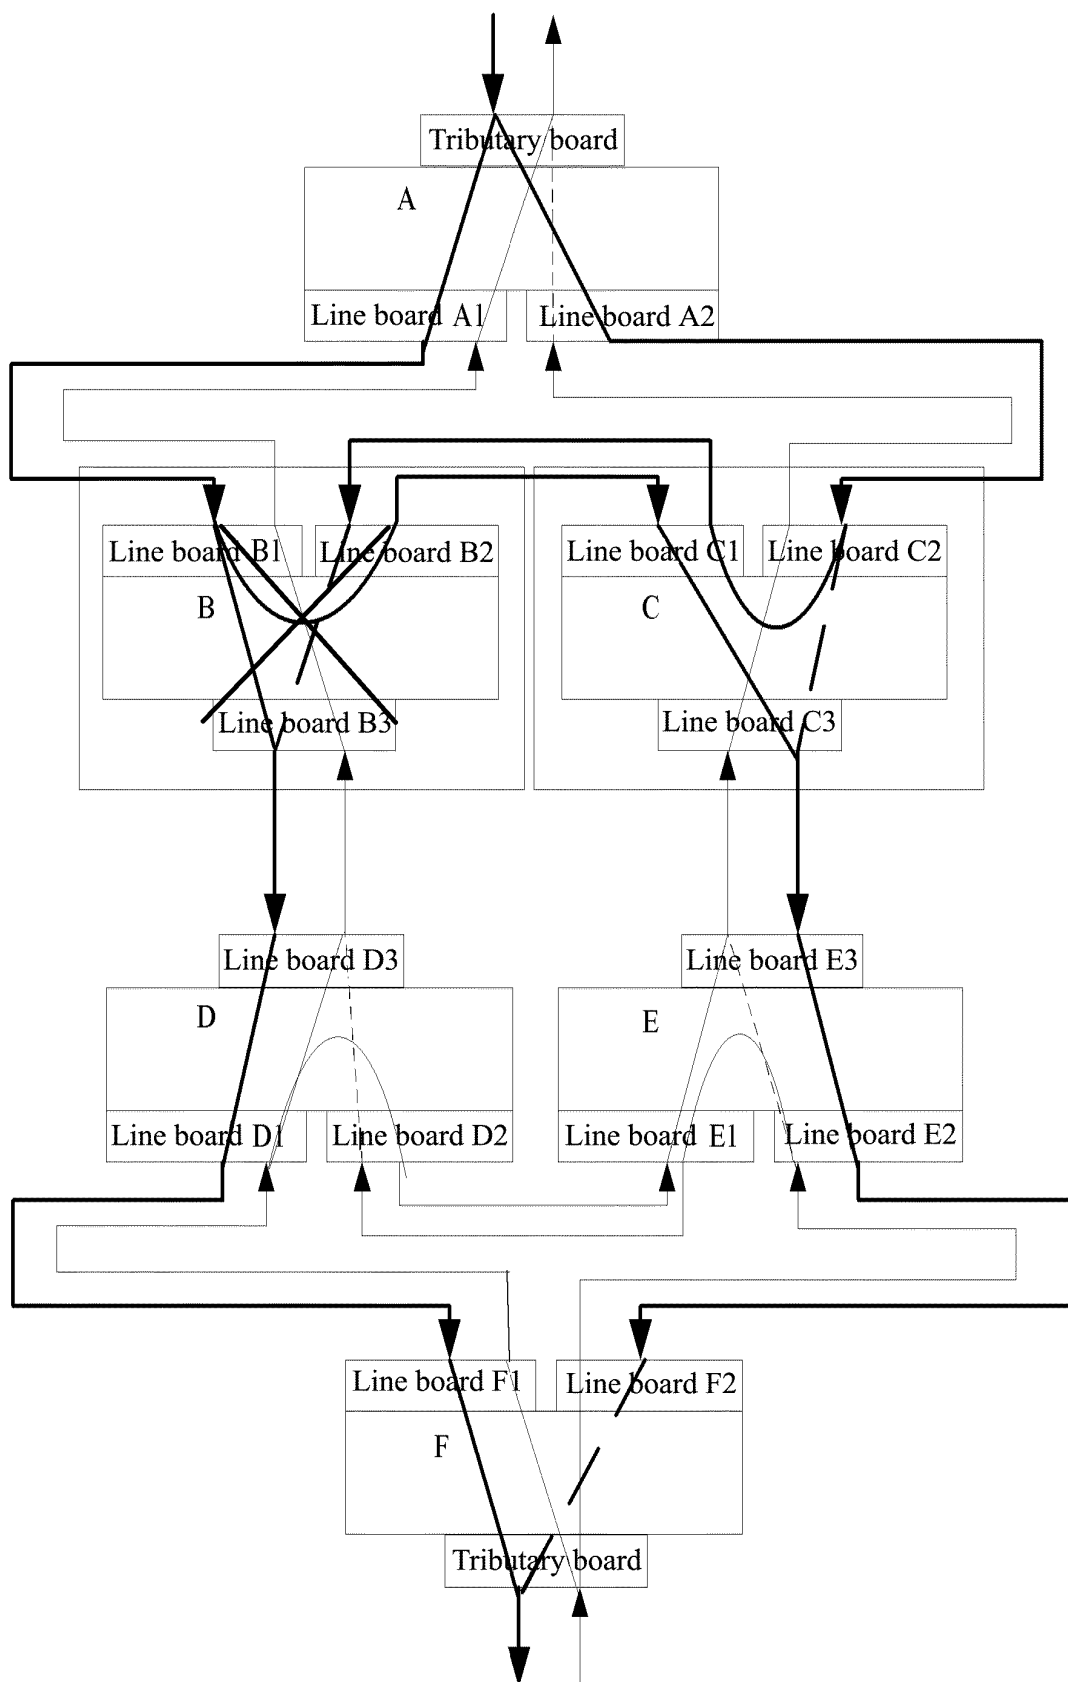 Tributary board
A
Line board A1
Line board A2
Line board B1
Line board B2
Line board C1
Line board C2
B
C
Line board B3
Line board C3
Line board D3
Line board E3
D
E
Line board D1
Line board D2
Line board E1
Line board E2
Line board F1
Line board F2
F
Tributary board